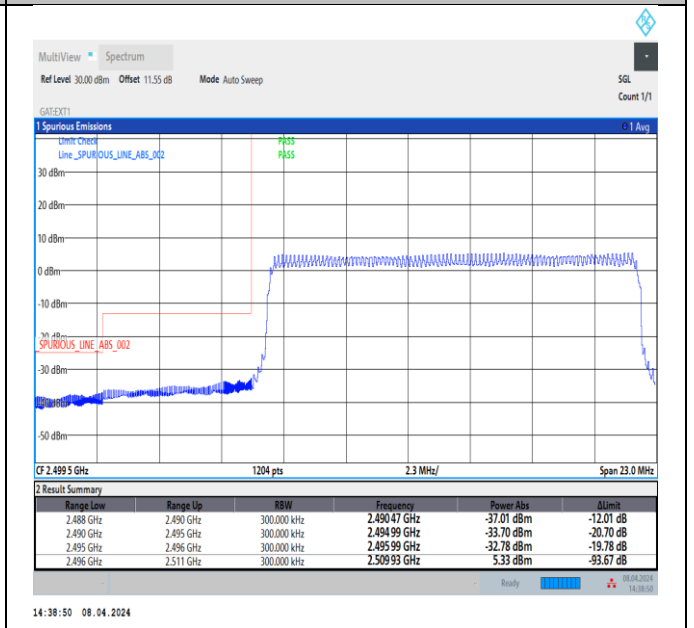 MultiView Spectrum
Ref Level 30.00 dBm Offset 11.55 dB Mode Auto Sweep SGL
Count 1/1
GAT:EXT1
1 Spurious Emissions 1 Avg
Limit Check PASS
Line _SPURIOUS_LINE_ABS_002 PASS
30 dBm
20 dBm
10 dBm
0 dBm
-10 dBm
-20 dBm
_SPURIOUS_LINE_ABS_002
-30 dBm
-50 dBm
CF 2.499 5 GHz 1204 pts 2.3 MHz/ Span 23.0 MHz
2 Result Summary
Range Low Range Up RBW Frequency Power Abs ΔLimit
2.488 GHz 2.490 GHz 300.000 kHz 2.490 47 GHz -37.01 dBm -12.01 dB
2.490 GHz 2.495 GHz 300.000 kHz 2.494 99 GHz -33.70 dBm -20.70 dB
2.495 GHz 2.496 GHz 300.000 kHz 2.495 99 GHz -32.78 dBm -19.78 dB
2.496 GHz 2.511 GHz 300.000 kHz 2.509 93 GHz 5.33 dBm -93.67 dB
Ready 08.04.2024
14:38:50
14:38:50 08.04.2024